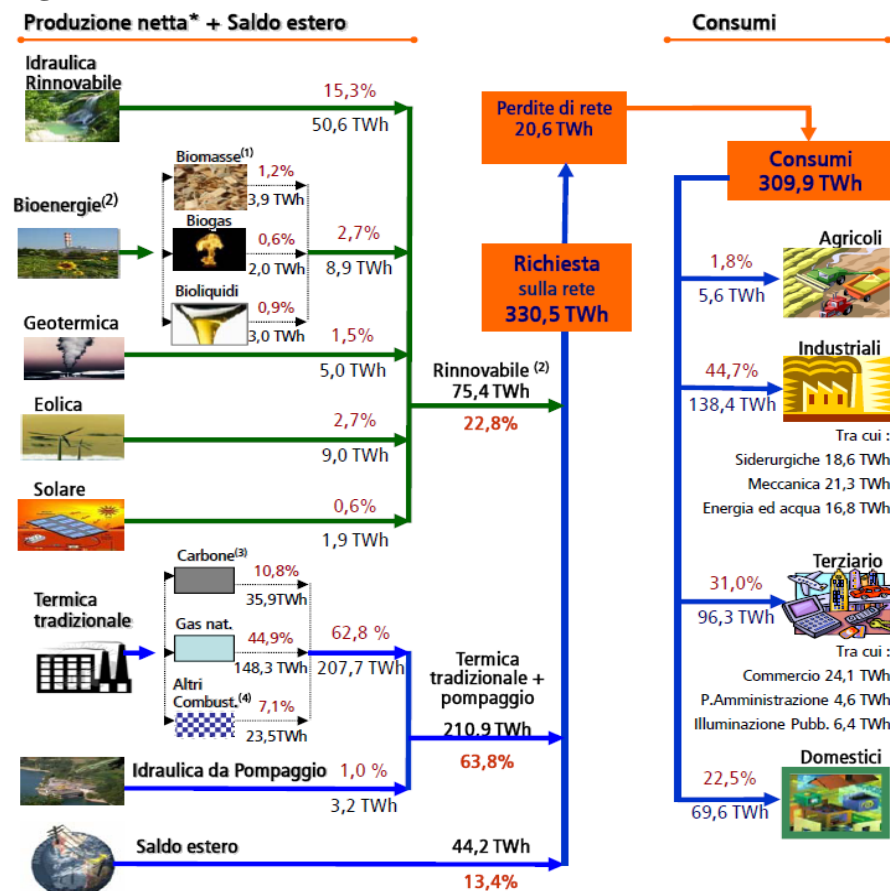 Produzione netta* + Saldo estero
Consumi
Idraulica
Rinnovabile
15,3%
50,6 TWh
Bioenergie(2)
Biomasse(1)
1,2%
3,9 TWh
Biogas
0,6%
2,0 TWh
Bioliquidi
0,9%
3,0 TWh
2,7%
8,9 TWh
Geotermica
1,5%
5,0 TWh
Eolica
2,7%
9,0 TWh
Solare
0,6%
1,9 TWh
Rinnovabile (2)
75,4 TWh
22,8%
Termica
tradizionale
Carbone(3)
10,8%
35,9TWh
Gas nat.
44,9%
148,3 TWh
Altri
Combust.(4)
7,1%
23,5TWh
62,8 %
207,7 TWh
Idraulica da Pompaggio
1,0 %
3,2 TWh
Termica
tradizionale +
pompaggio
210,9 TWh
63,8%
Saldo estero
44,2 TWh
13,4%
Perdite di rete
20,6 TWh
Richiesta
sulla rete
330,5 TWh
Consumi
309,9 TWh
Agricoli
1,8%
5,6 TWh
Industriali
44,7%
138,4 TWh
Tra cui :
Siderurgiche 18,6 TWh
Meccanica 21,3 TWh
Energia ed acqua 16,8 TWh
Terziario
31,0%
96,3 TWh
Tra cui :
Commercio 24,1 TWh
P.Amministrazione 4,6 TWh
Illuminazione Pubb. 6,4 TWh
Domestici
22,5%
69,6 TWh